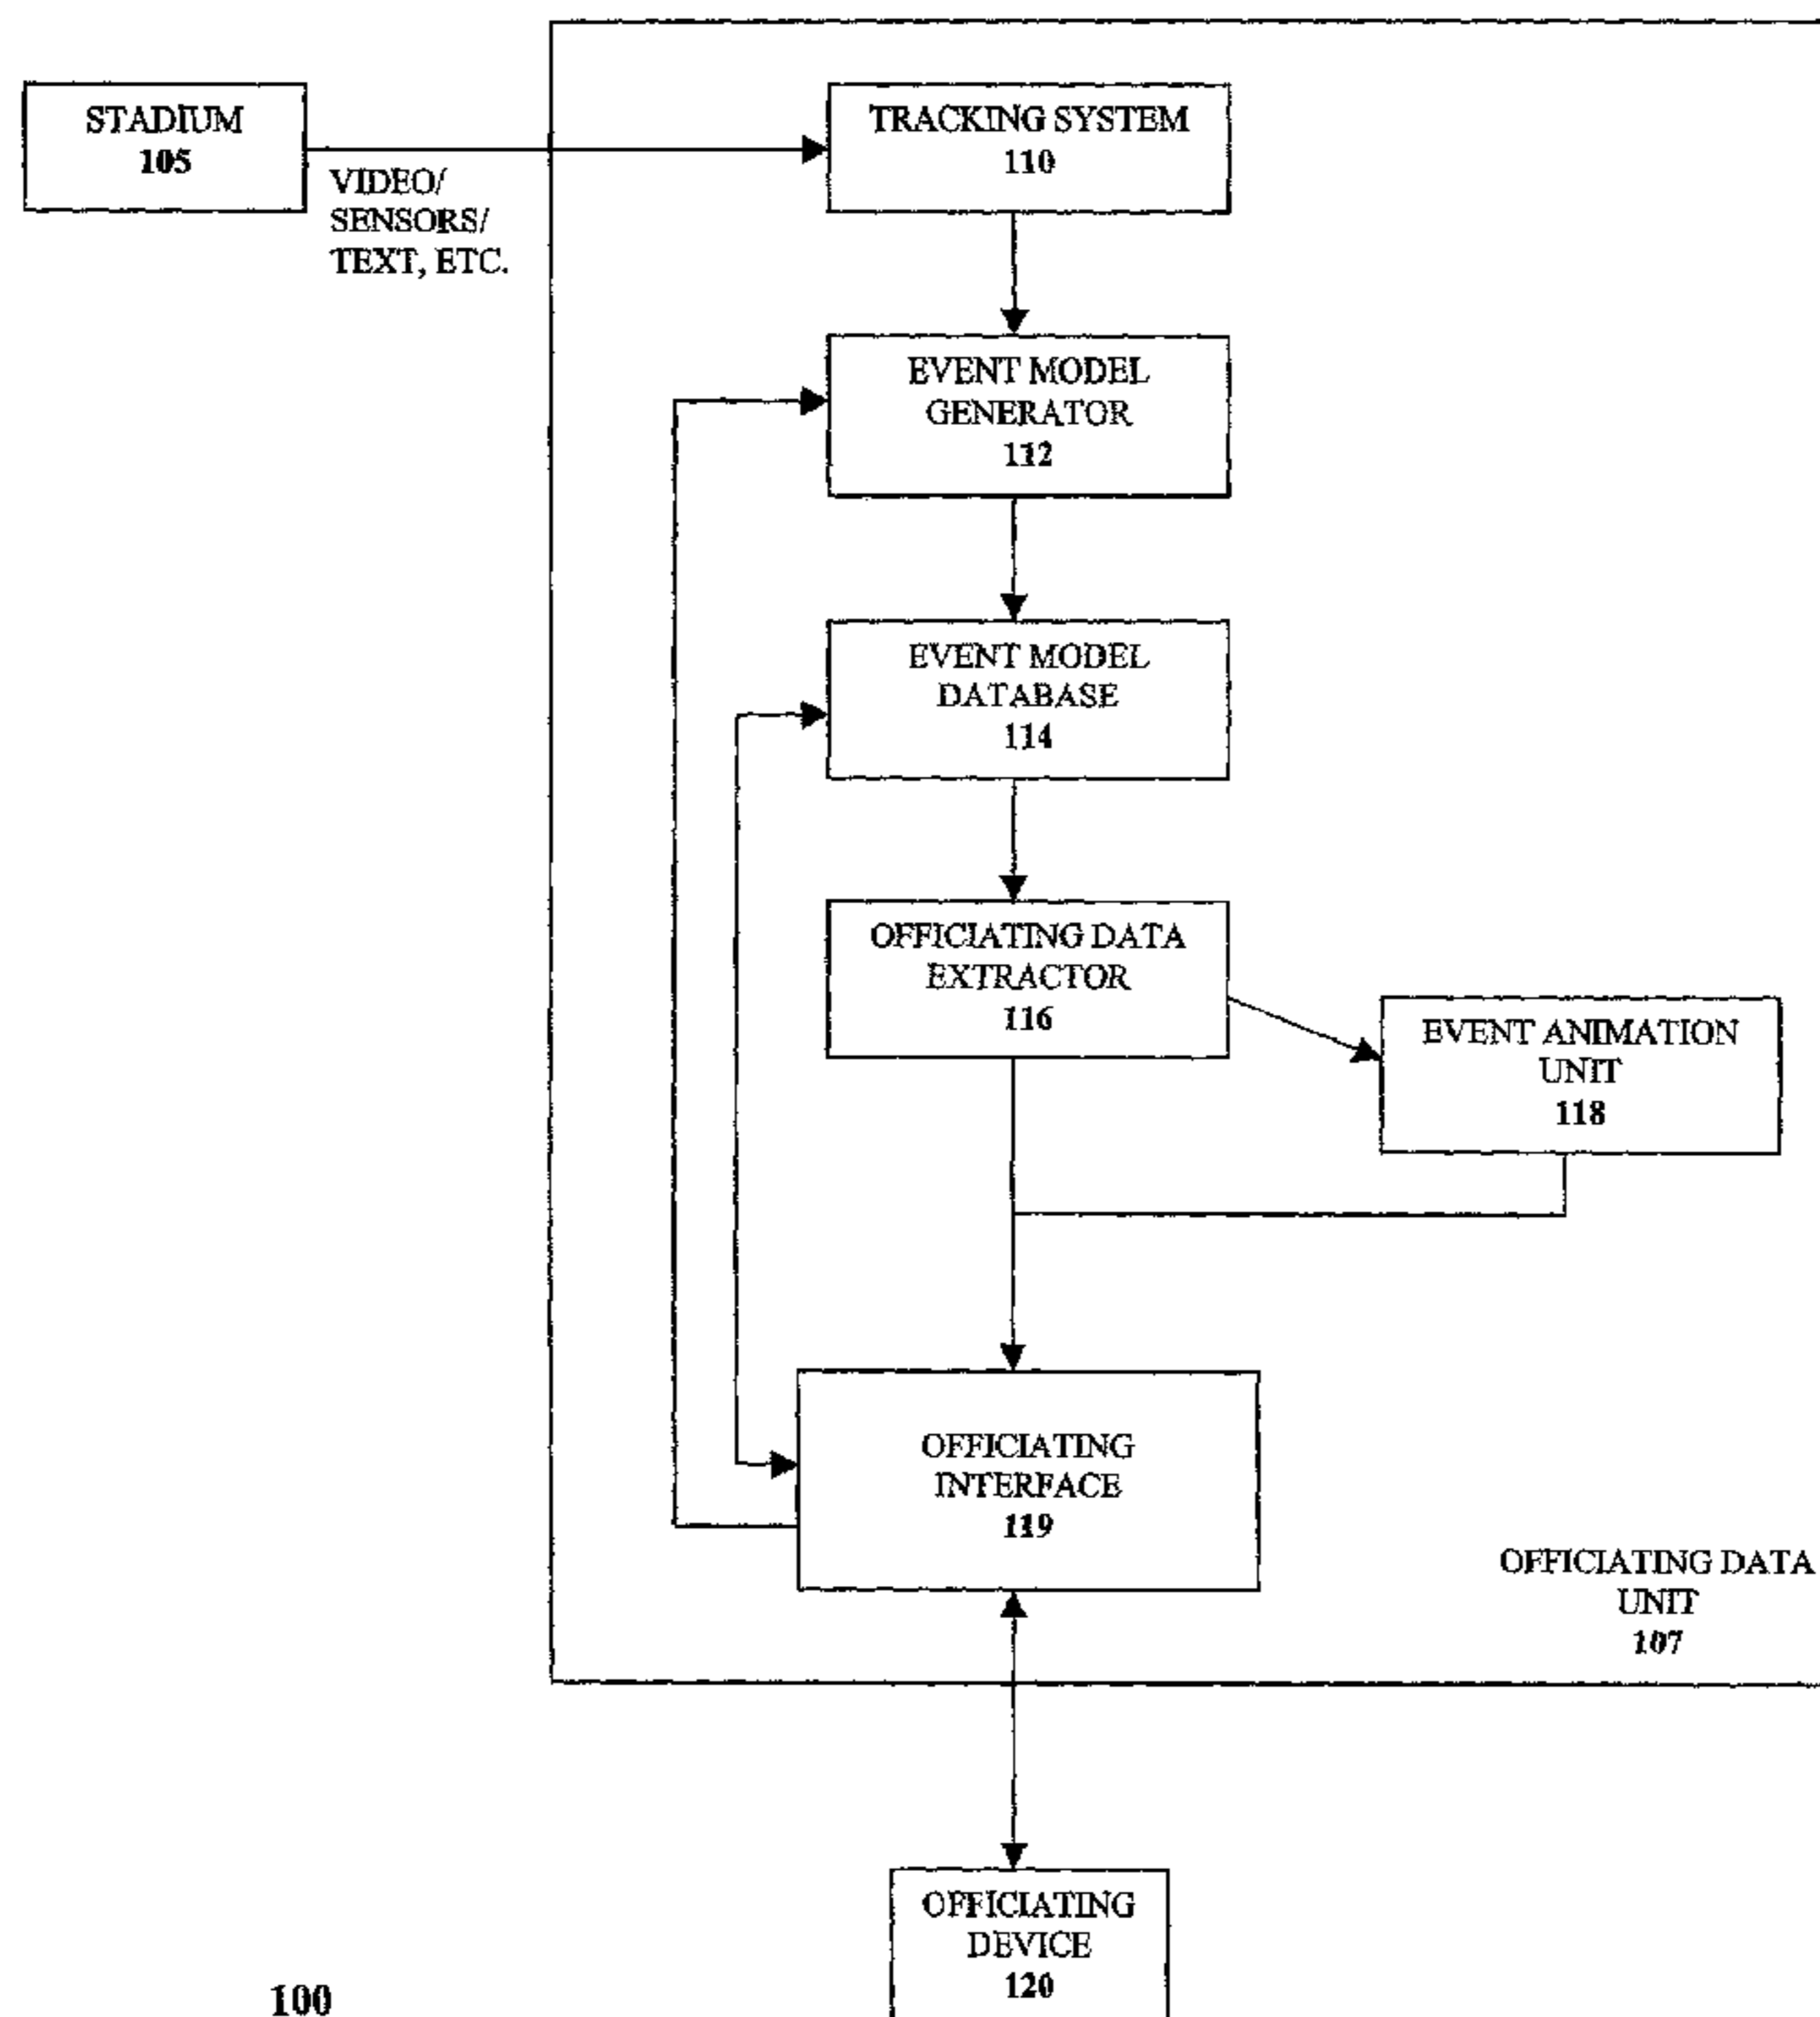 STADIUM
105
VIDEO/
SENSORS/
TEXT, ETC.
TRACKING SYSTEM
110
EVENT MODEL
GENERATOR
112
EVENT MODEL
DATABASE
114
OFFICIATING DATA
EXTRACTOR
116
EVENT ANIMATION
UNIT
118
OFFICIATING
INTERFACE
119
OFFICIATING DATA
UNIT
107
OFFICIATING
DEVICE
120
100